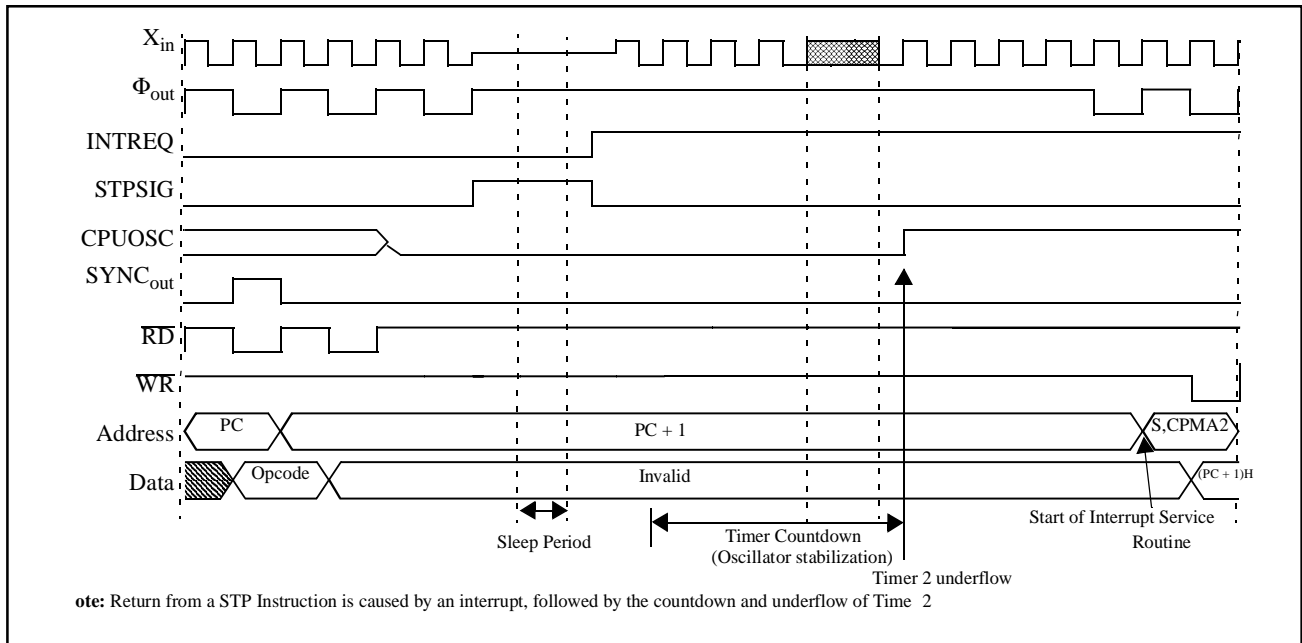 Xin
Φout
INTREQ
STPSIG
CPUOSC
SYNCout
RD
WR
Address PC PC + 1 S,CPMA2
Data Opcode Invalid (PC + 1)H
Sleep Period
Timer Countdown
(Oscillator stabilization)
Start of Interrupt Service
Routine
Timer 2 underflow
ote: Return from a STP Instruction is caused by an interrupt, followed by the countdown and underflow of Time 2